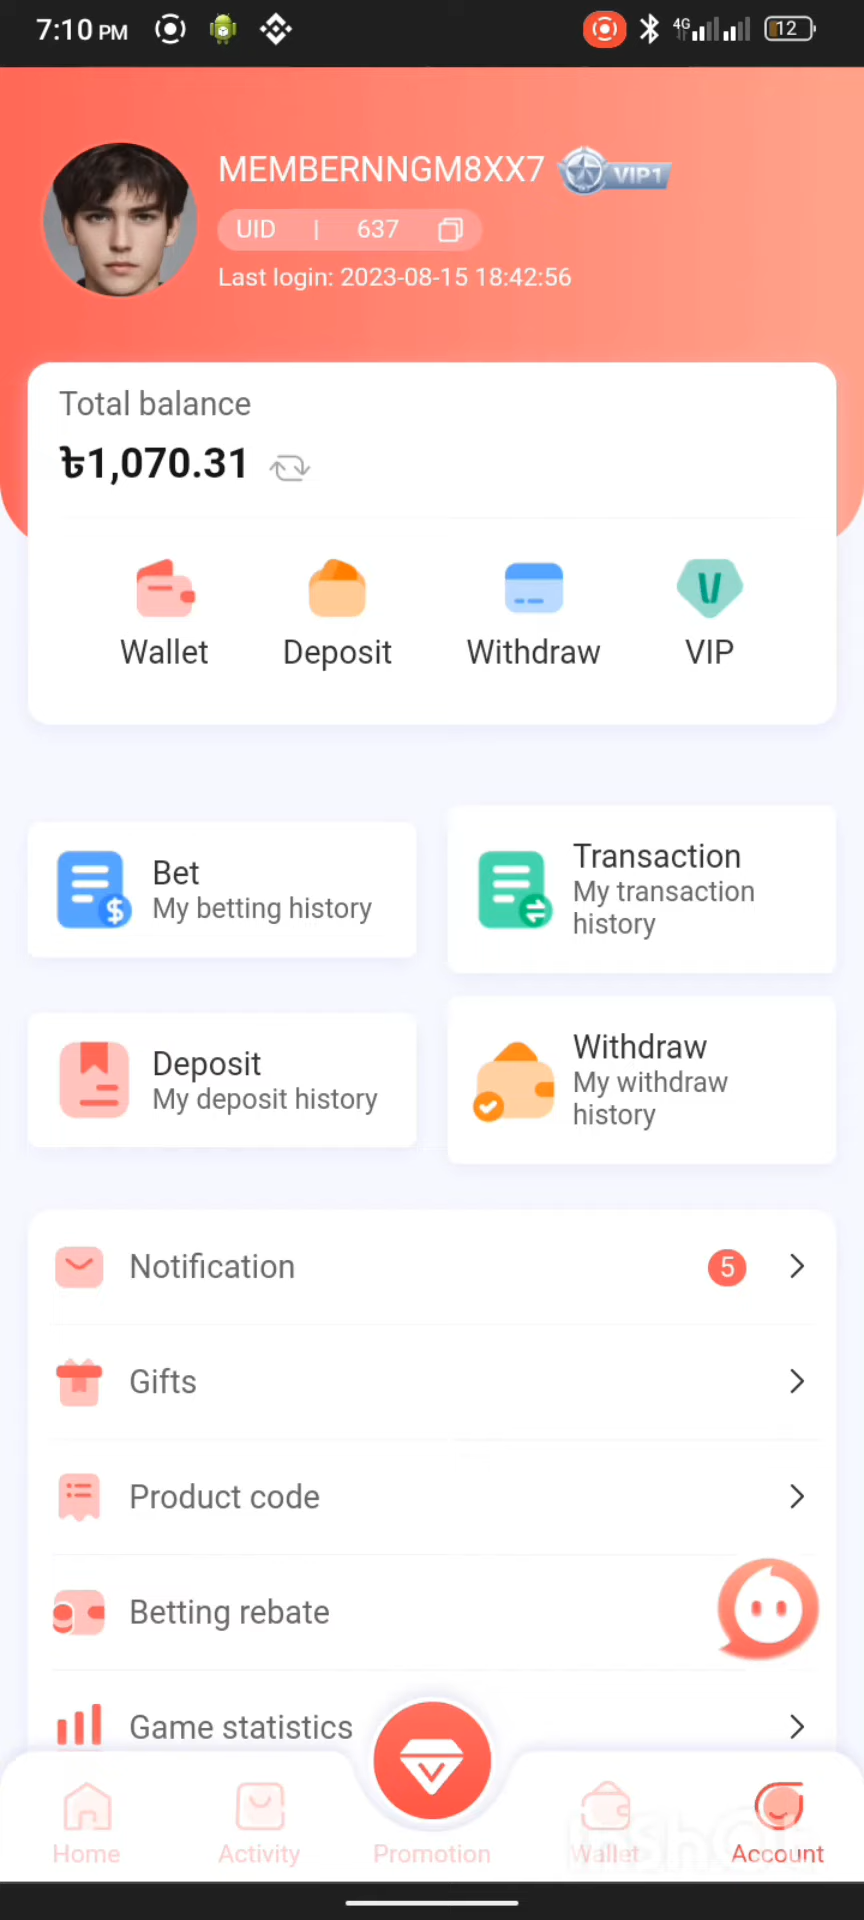 7:10 PM
4G
12
MEMBERNNGM8XX7
VIP1
UID | 637
Last login: 2023-08-15 18:42:56
Total balance
৳1,070.31
Wallet
Deposit
Withdraw
VIP
Bet
My betting history
Transaction
My transaction
history
Deposit
My deposit history
Withdraw
My withdraw
history
Notification
5
Gifts
Product code
Betting rebate
Game statistics
Home
Activity
Promotion
Wallet
Account